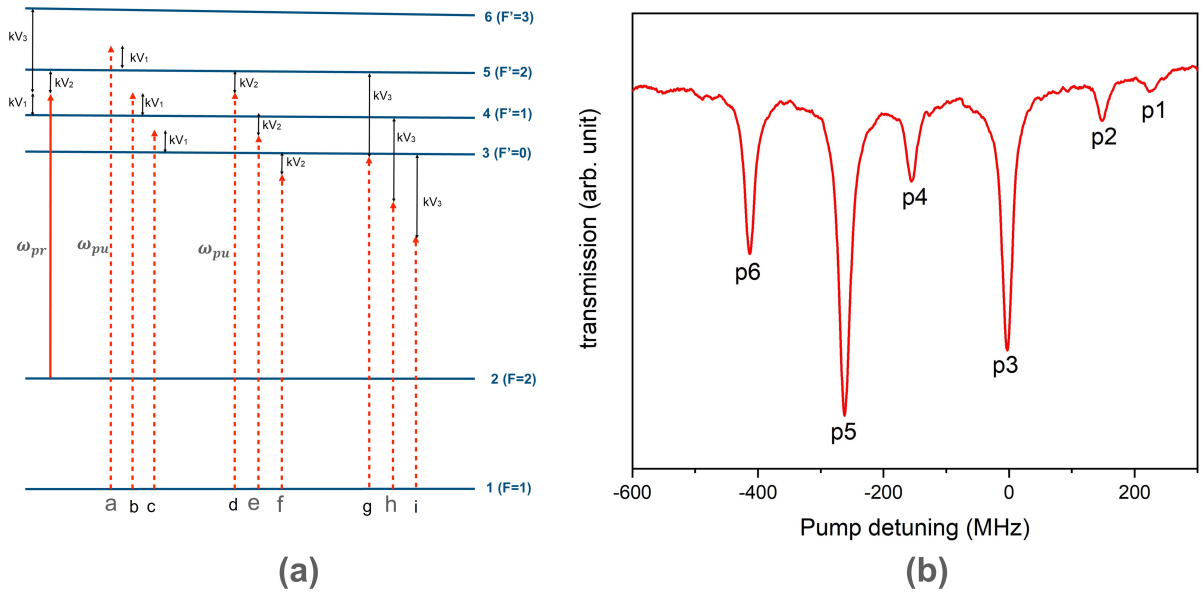 6 (F'=3)
kV₃
kV₁
5 (F'=2)
kV₂
kV₂
kV₁
kV₁
kV₃
4 (F'=1)
kV₂
kV₃
kV₁
3 (F'=0)
kV₂
kV₃
ωpr
ωpu
ωpu
2 (F=2)
1 (F=1)
a b c d e f g h i
(a)
transmission (arb. unit)
p1
p2
p4
p6
p3
p5
-600 -400 -200 0 200
Pump detuning (MHz)
(b)